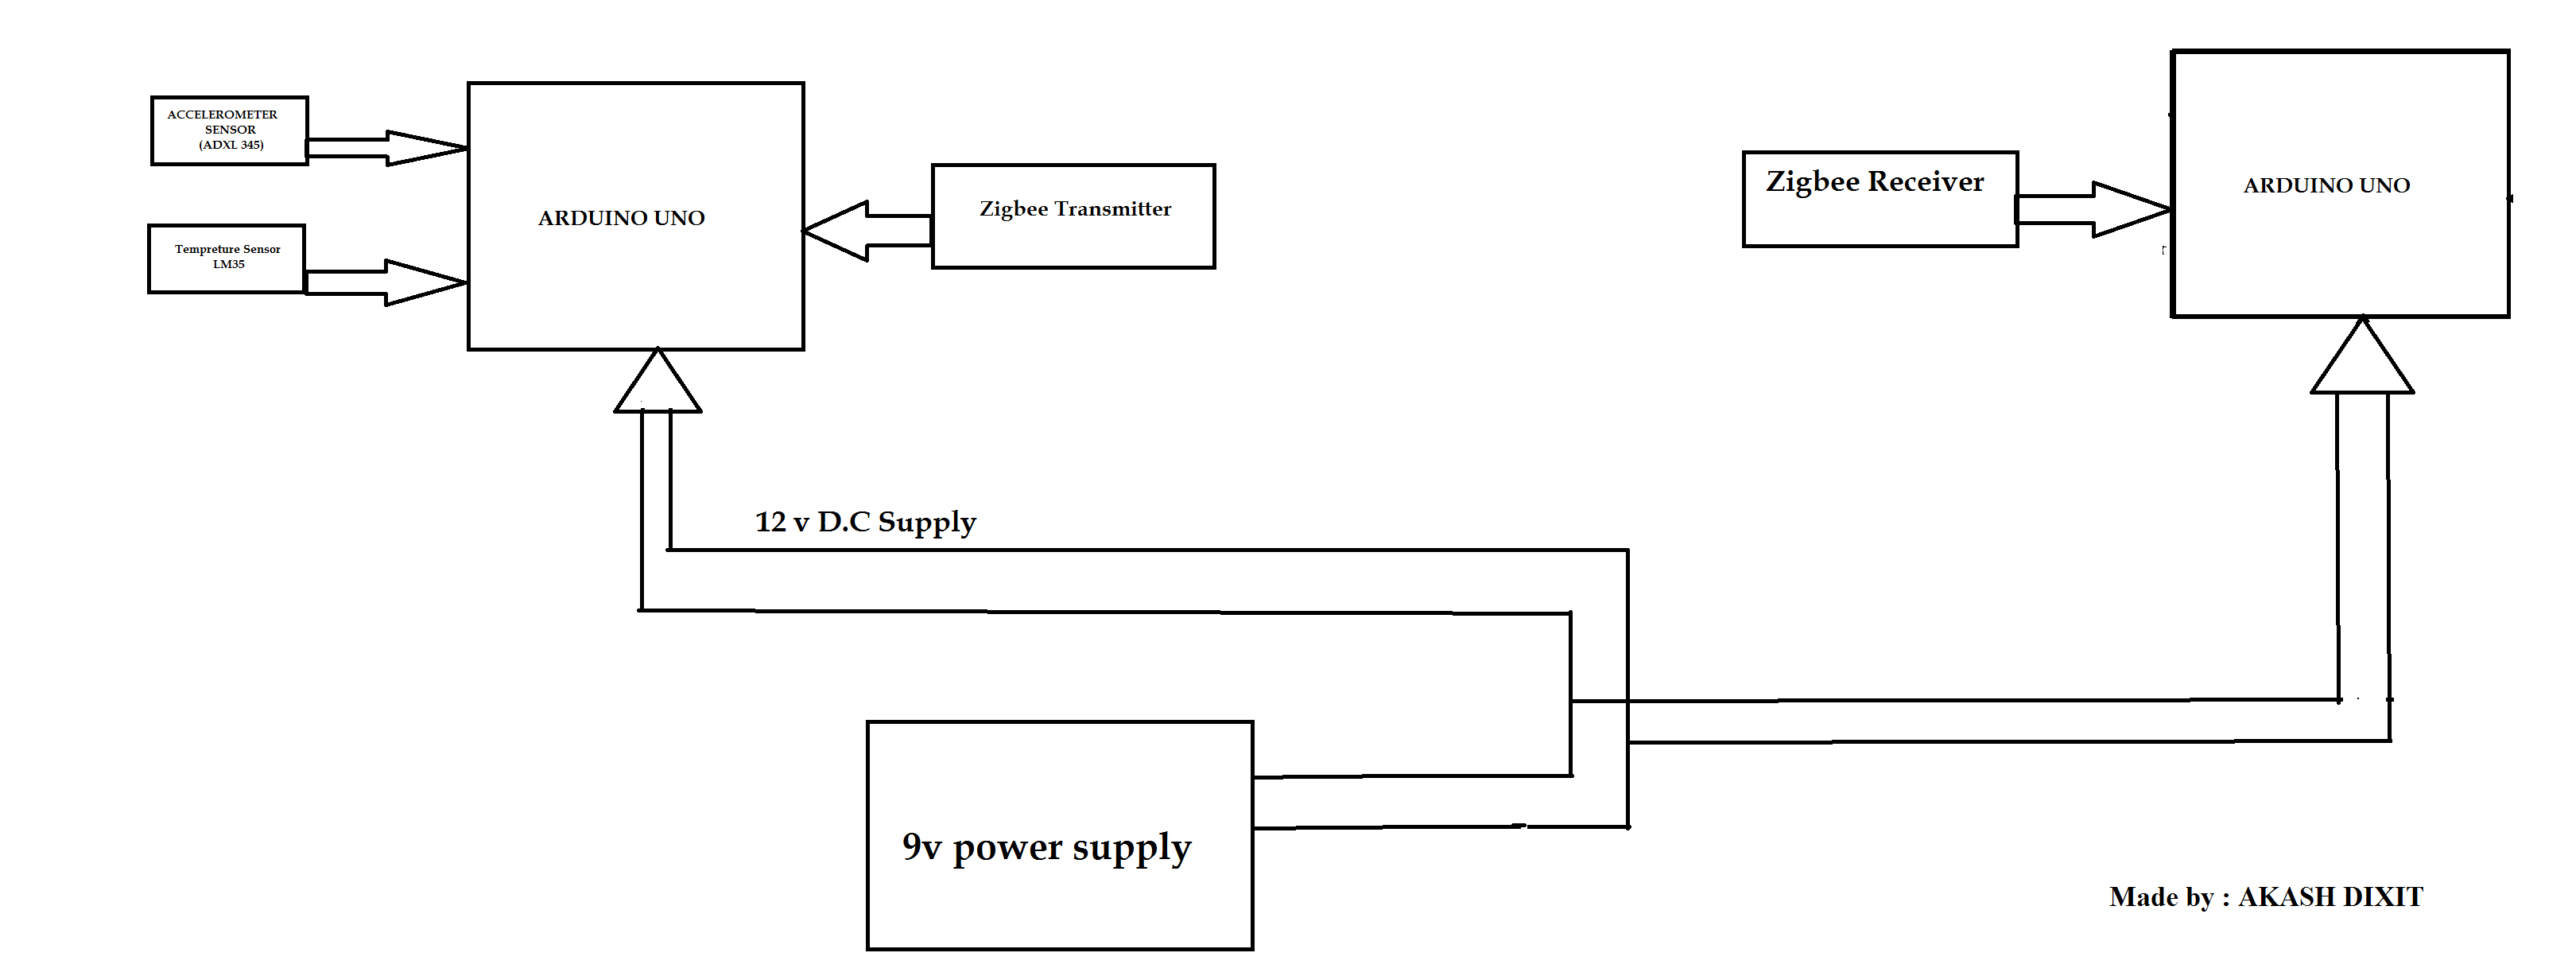 ACCELEROMETER
SENSOR
(ADXL 345)
Tempreture Sensor
LM35
ARDUINO UNO
Zigbee Transmitter
Zigbee Receiver
ARDUINO UNO
12 v D.C Supply
9v power supply
Made by : AKASH DIXIT